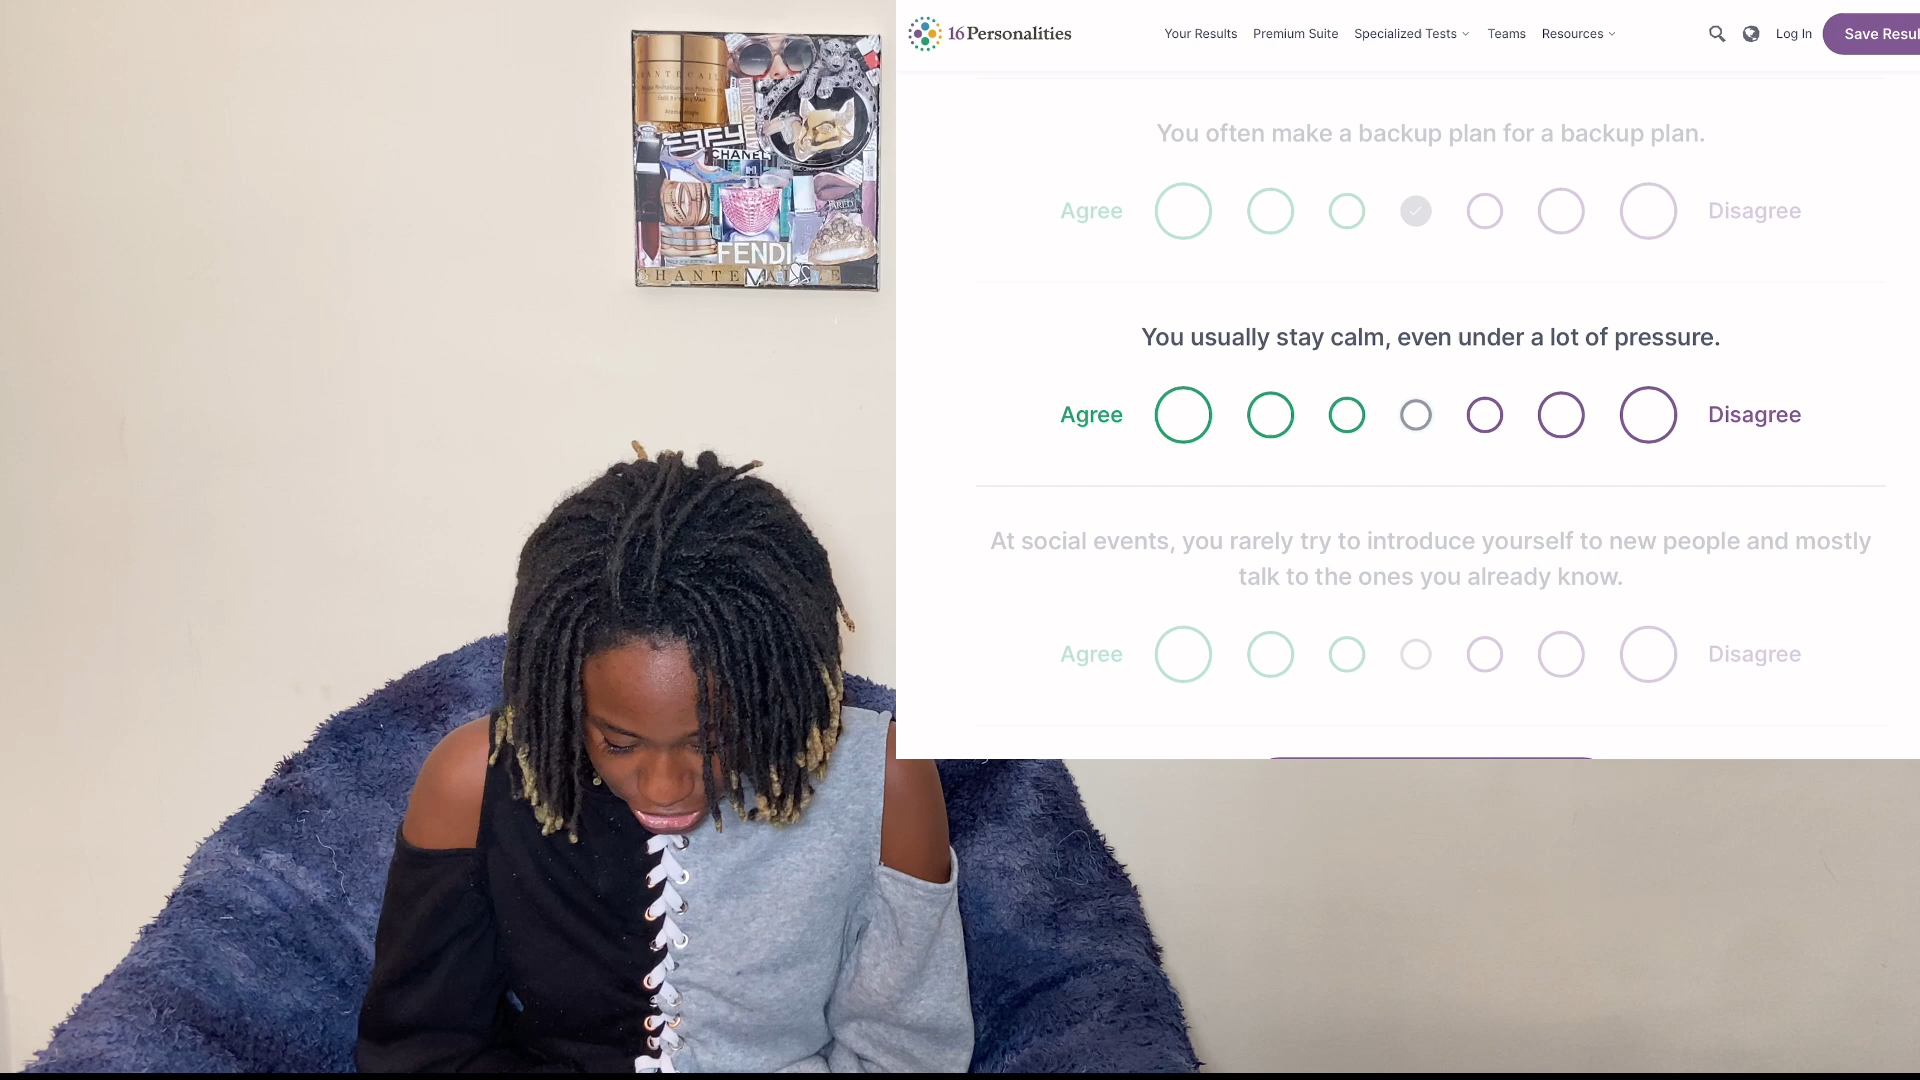 16Personalities
Your Results
Premium Suite
Specialized Tests
Teams
Resources
Log In
Save Resul
You often make a backup plan for a backup plan.
Agree
Disagree
You usually stay calm, even under a lot of pressure.
Agree
Disagree
At social events, you rarely try to introduce yourself to new people and mostly
talk to the ones you already know.
Agree
Disagree
CHANEL
JARED
FENDI